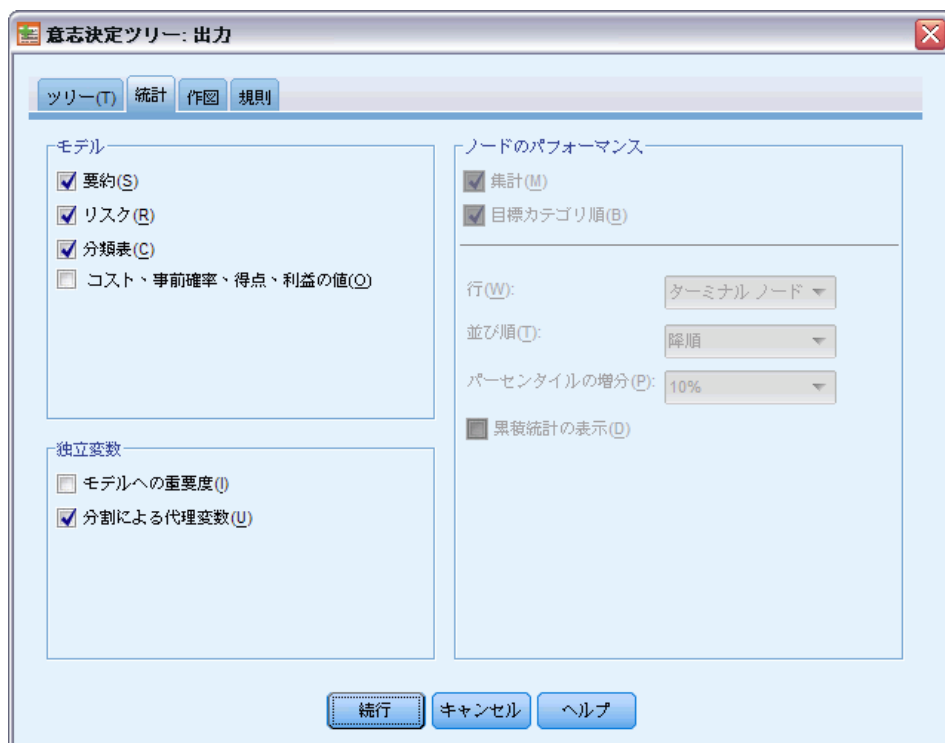 意志決定ツリー: 出力
ツリー(T) 統計 作図 規則
モデル
要約(S)
リスク(R)
分類表(C)
コスト、事前確率、得点、利益の値(O)
独立変数
モデルへの重要度(I)
分割による代理変数(U)
ノードのパフォーマンス
集計(M)
目標カテゴリ順(B)
行(W): ターミナル ノード
並び順(T): 降順
パーセンタイルの増分(P): 10%
累積統計の表示(D)
続行 キャンセル ヘルプ